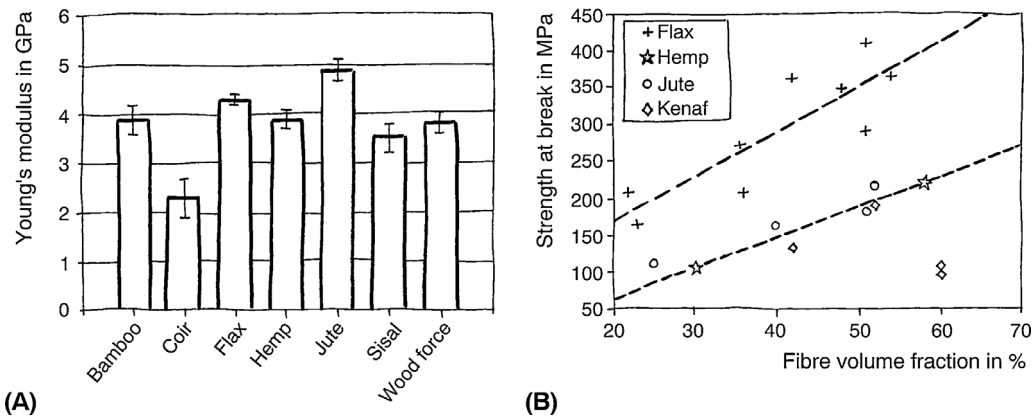 Young's modulus in GPa
6
5
4
3
2
1
0
Bamboo
Coir
Flax
Hemp
Jute
Sisal
Wood force
(A)
Strength at break in MPa
450
400
350
300
250
200
150
100
50
Flax
Hemp
Jute
Kenaf
20 30 40 50 60 70
Fibre volume fraction in %
(B)